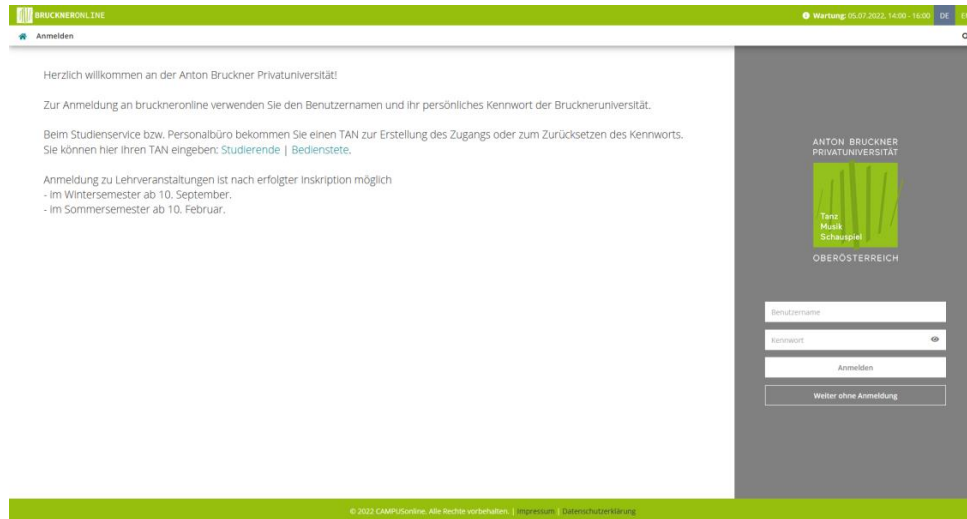 BRUCKNERONLINE
Wartung: 05.07.2022, 14:00 - 16:00 DE
Anmelden
Herzlich willkommen an der Anton Bruckner Privatuniversität!
Zur Anmeldung an bruckneronline verwenden Sie den Benutzernamen und ihr persönliches Kennwort der Bruckneruniversität.
Beim Studienservice bzw. Personalbüro bekommen Sie einen TAN zur Erstellung des Zugangs oder zum Zurücksetzen des Kennworts.
Sie können hier Ihren TAN eingeben: Studierende | Bedienstete.
Anmeldung zu Lehrveranstaltungen ist nach erfolgter Inskription möglich
- im Wintersemester ab 10. September.
- im Sommersemester ab 10. Februar.
ANTON BRUCKNER
PRIVATUNIVERSITÄT
Tanz
Musik
Schauspiel
OBERÖSTERREICH
Benutzername
Kennwort
Anmelden
Weiter ohne Anmeldung
© 2022 CAMPUSonline. Alle Rechte vorbehalten. | Impressum | Datenschutzerklärung